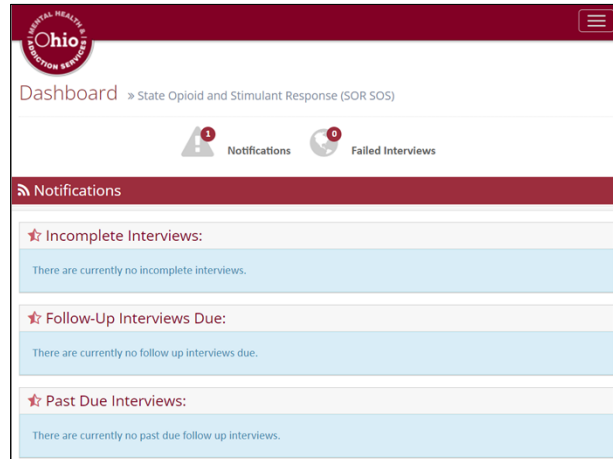 MENTAL HEALTH &
Ohio
ADDICTION SERVICES
Dashboard » State Opioid and Stimulant Response (SOR SOS)
1 Notifications 0 Failed Interviews
Notifications
Incomplete Interviews:
There are currently no incomplete interviews.
Follow-Up Interviews Due:
There are currently no follow up interviews due.
Past Due Interviews:
There are currently no past due follow up interviews.